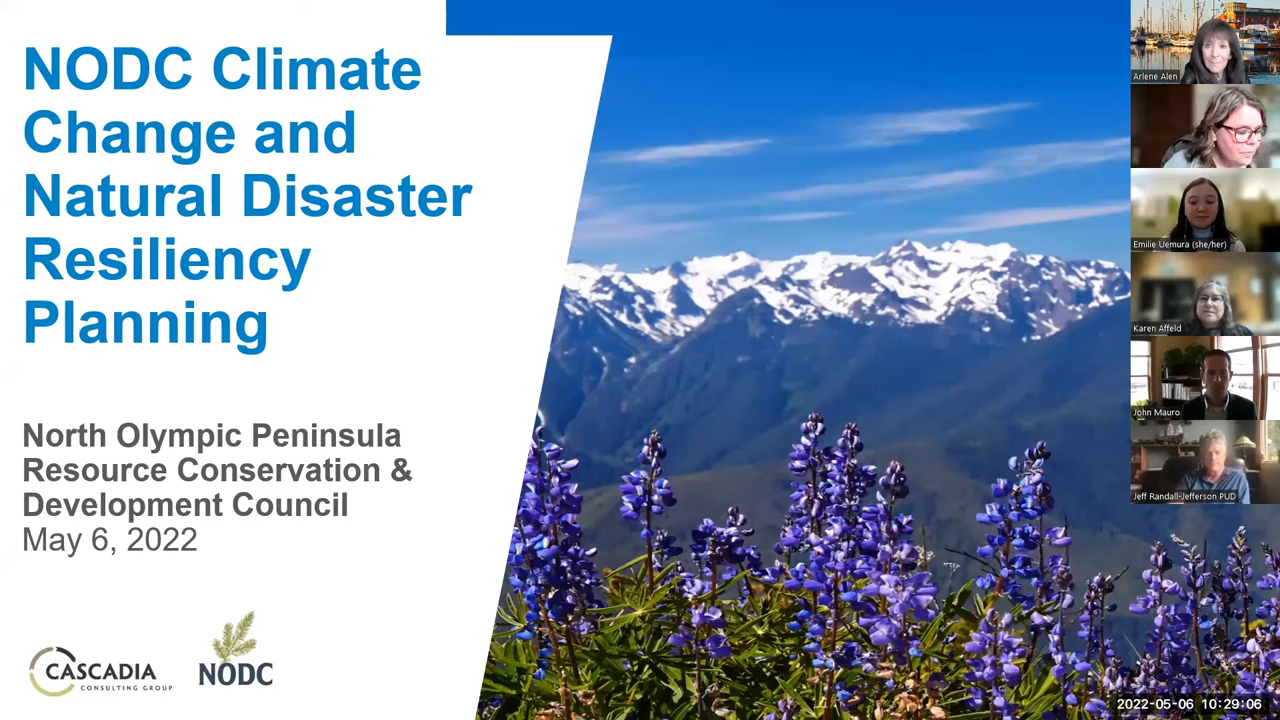 NODC Climate
Change and
Natural Disaster
Resiliency
Planning
North Olympic Peninsula
Resource Conservation &
Development Council
May 6, 2022
CASCADIA
CONSULTING GROUP
NODC
Arlene Alen
Emilie Uemura (she/her)
Karen Affeld
John Mauro
Jeff Randall-Jefferson PUD
2022-05-06 10:29:06